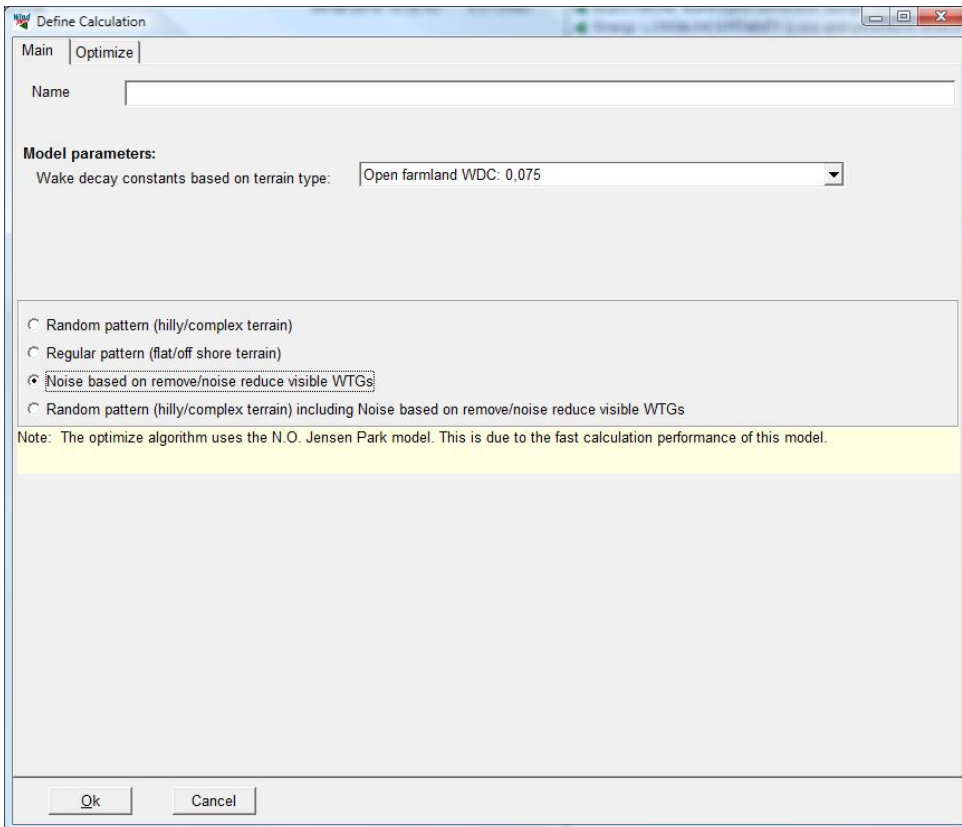 Wind
Define Calculation
Main Optimize
Name
Model parameters:
Wake decay constants based on terrain type: Open farmland WDC: 0,075
Random pattern (hilly/complex terrain)
Regular pattern (flat/off shore terrain)
Noise based on remove/noise reduce visible WTGs
Random pattern (hilly/complex terrain) including Noise based on remove/noise reduce visible WTGs
Note: The optimize algorithm uses the N.O. Jensen Park model. This is due to the fast calculation performance of this model.
Ok Cancel